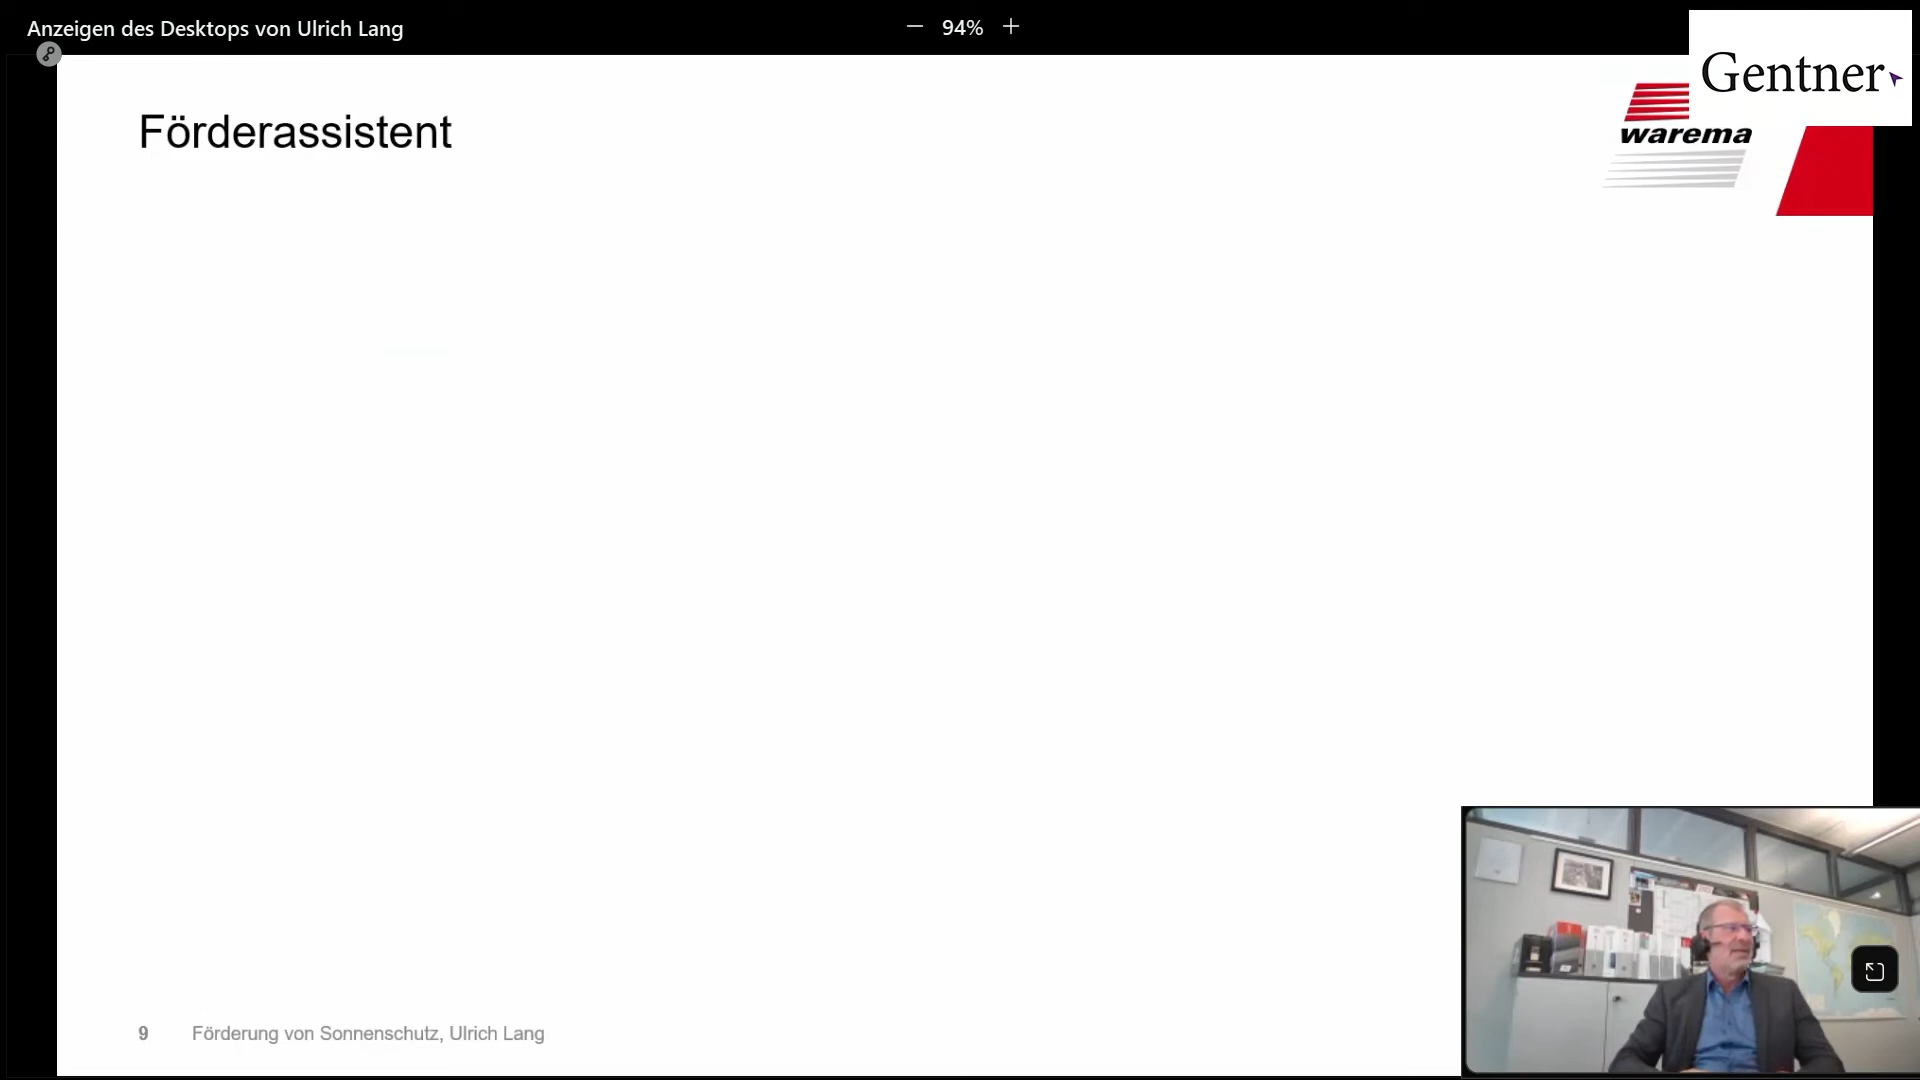 Anzeigen des Desktops von Ulrich Lang
94%
Gentner
warema
Förderassistent
9 Förderung von Sonnenschutz, Ulrich Lang